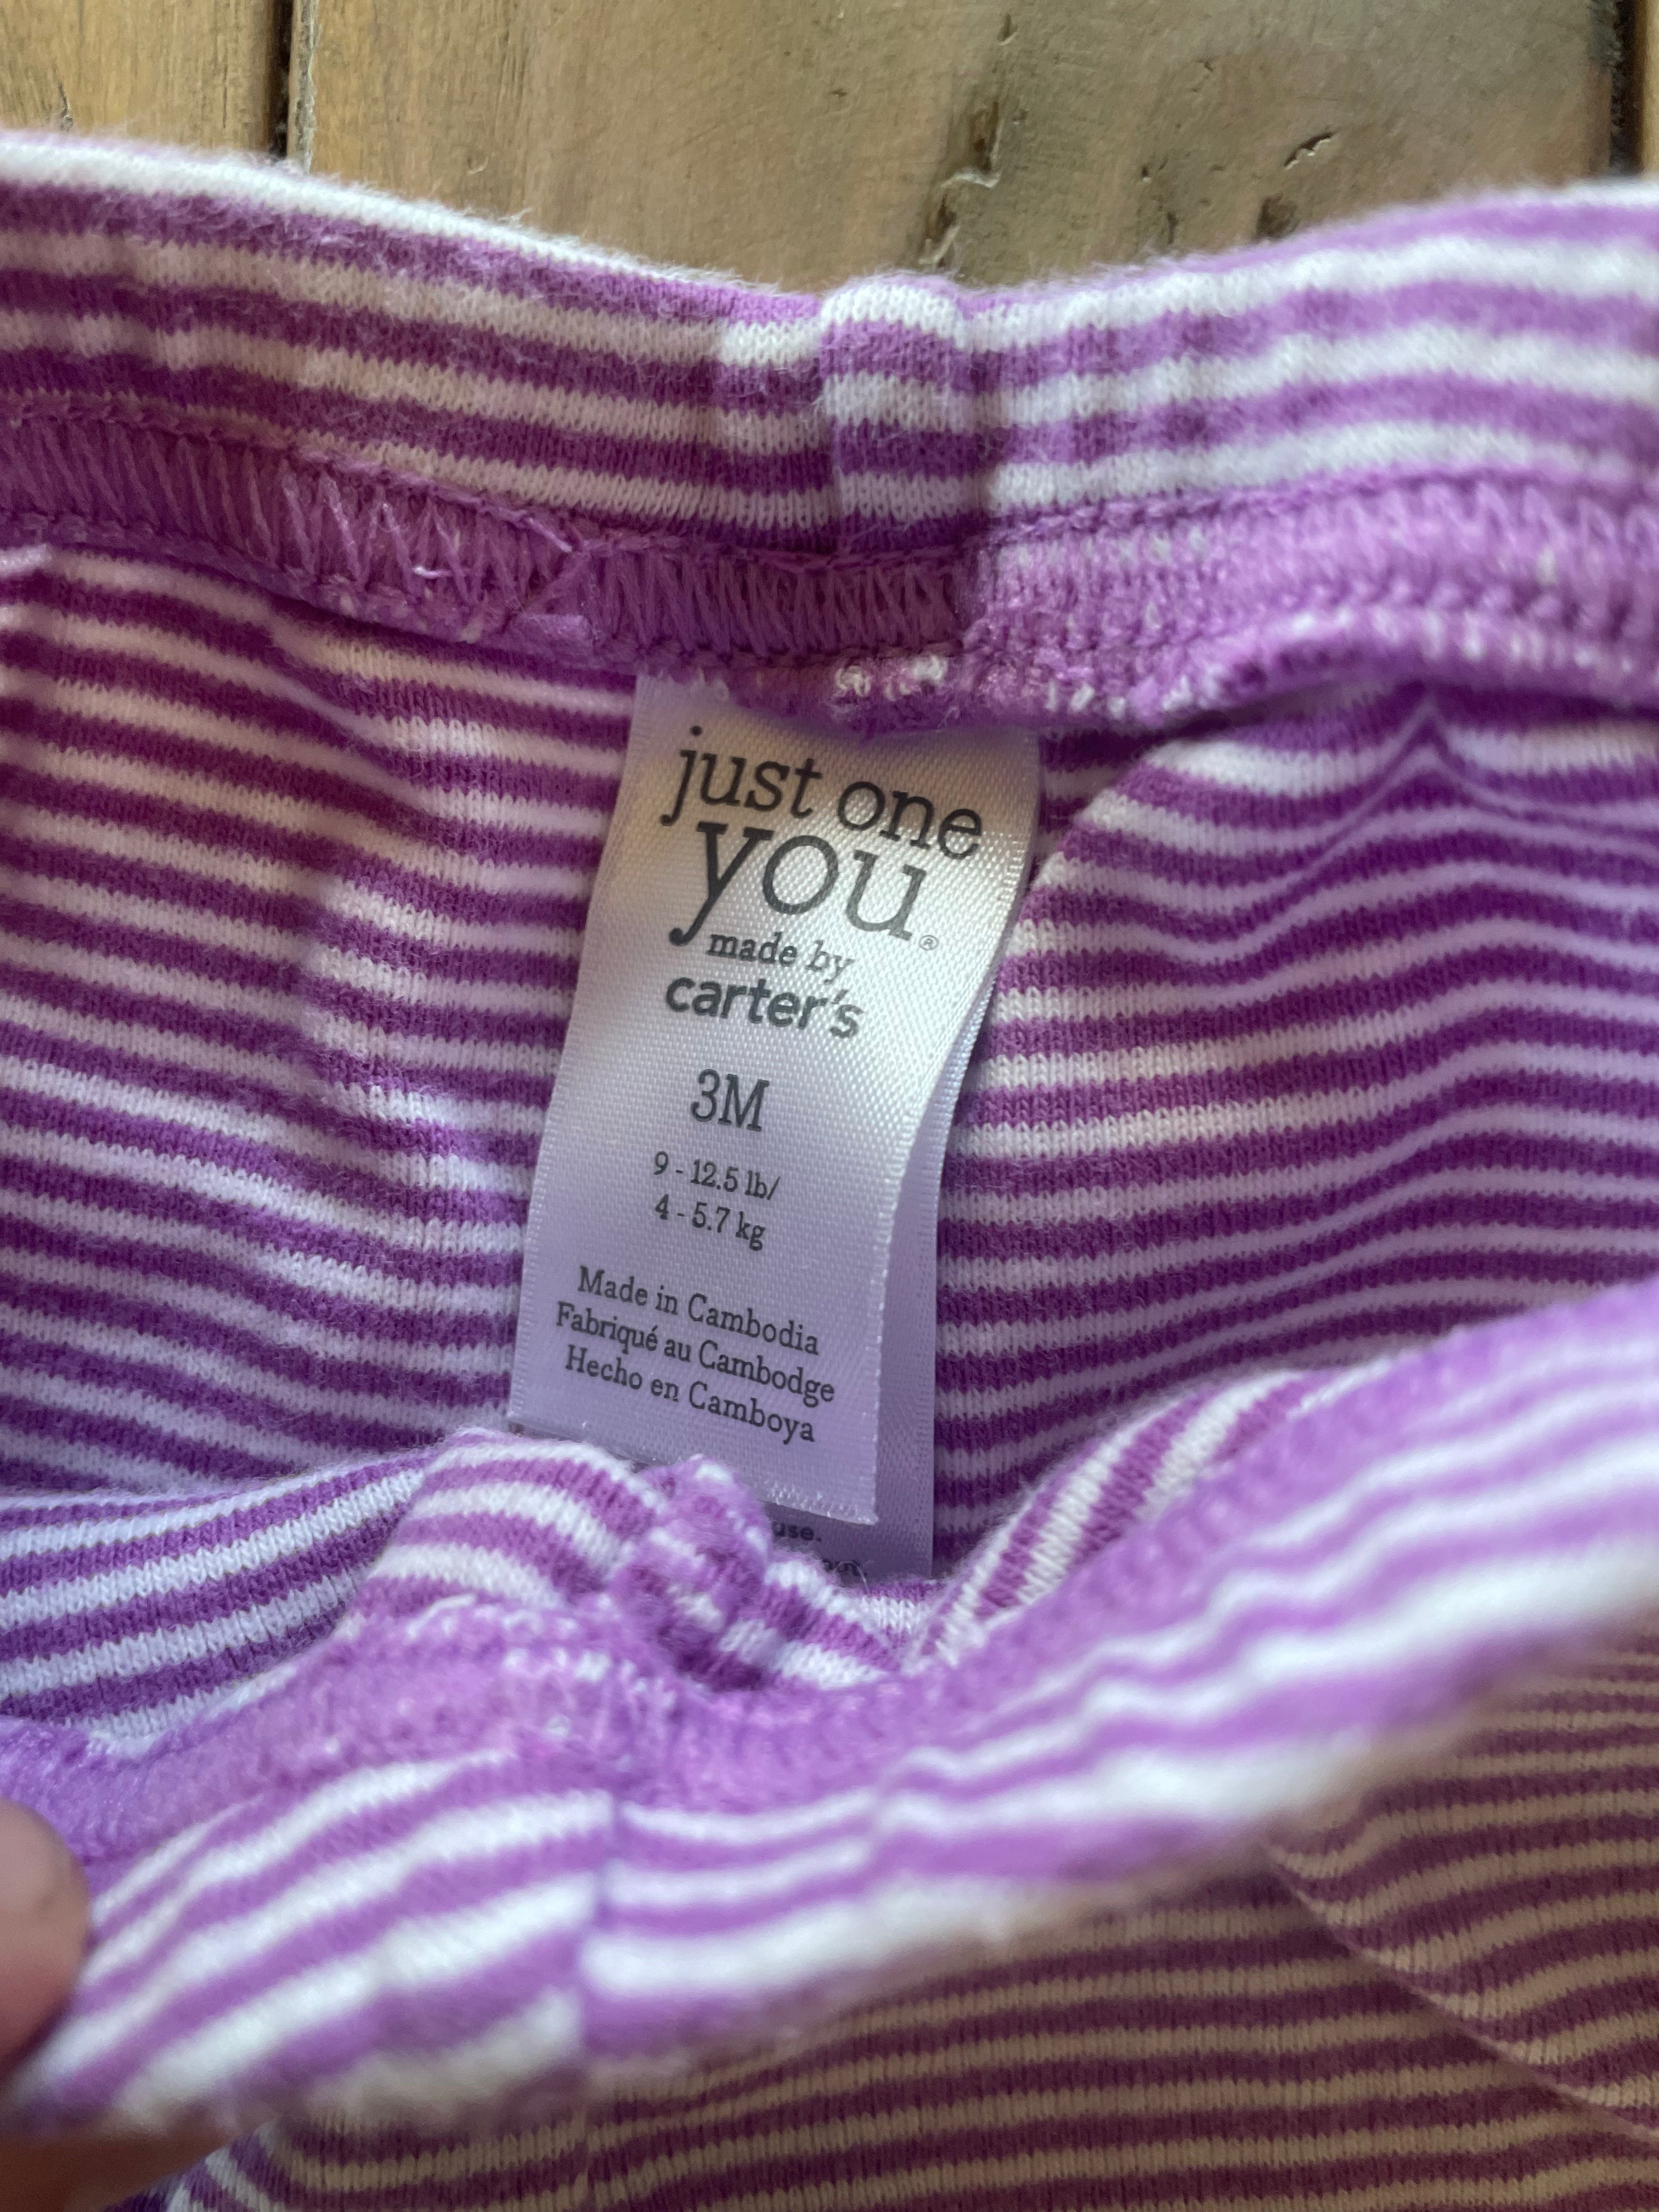 just one
you®
made by
carter's
3M
9 - 12.5 lb/
4 - 5.7 kg
Made in Cambodia
Fabriqué au Cambodge
Hecho en Camboya
use.